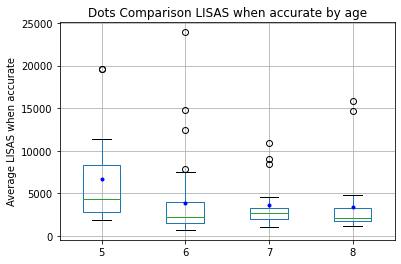 Dots Comparison LISAS when accurate by age
Average LISAS when accurate
25000
20000
15000
10000
5000
0
5 6 7 8